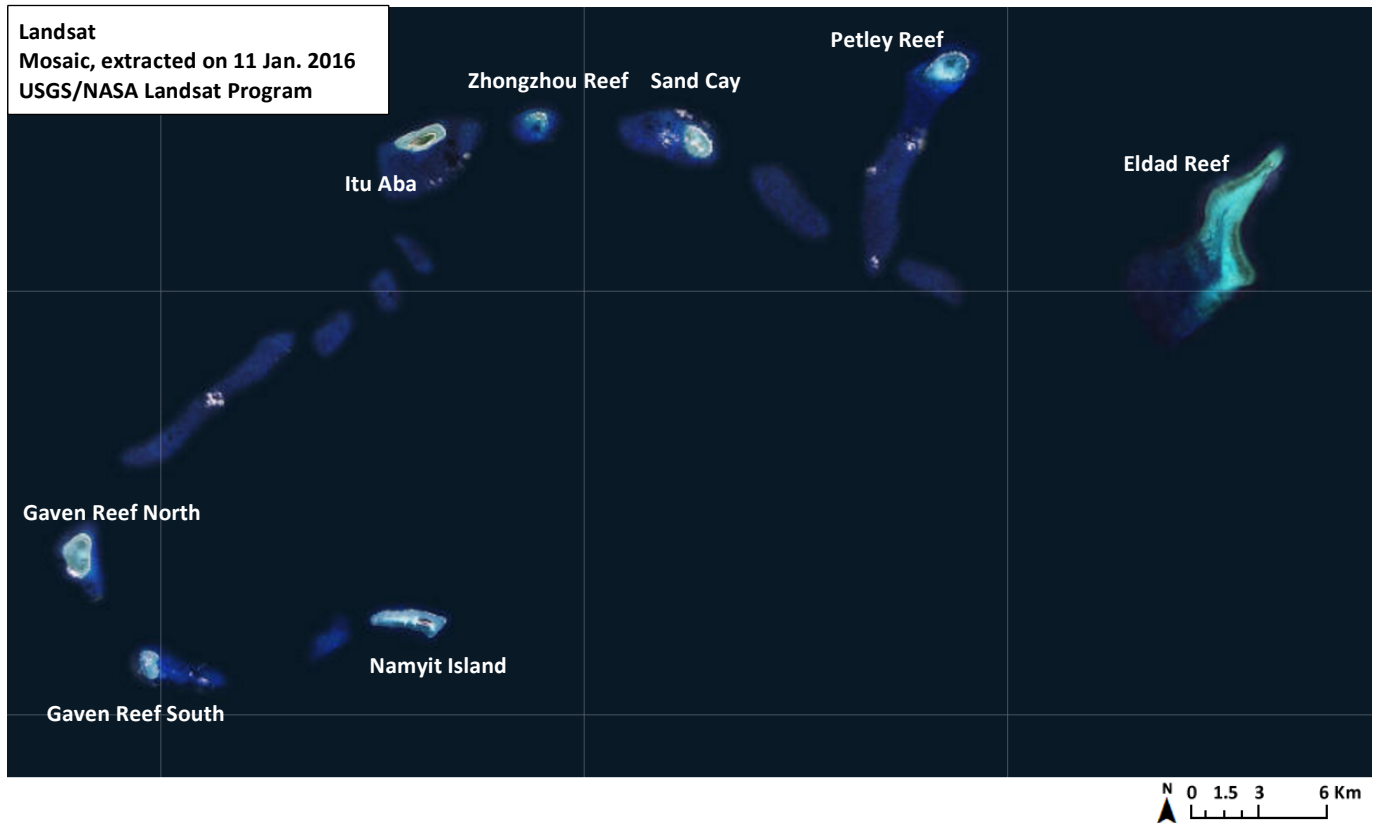 Landsat
Mosaic, extracted on 11 Jan. 2016
USGS/NASA Landsat Program
Petley Reef
Zhongzhou Reef
Sand Cay
Eldad Reef
Itu Aba
Gaven Reef North
Namyit Island
Gaven Reef South
N 0 1.5 3 6 Km